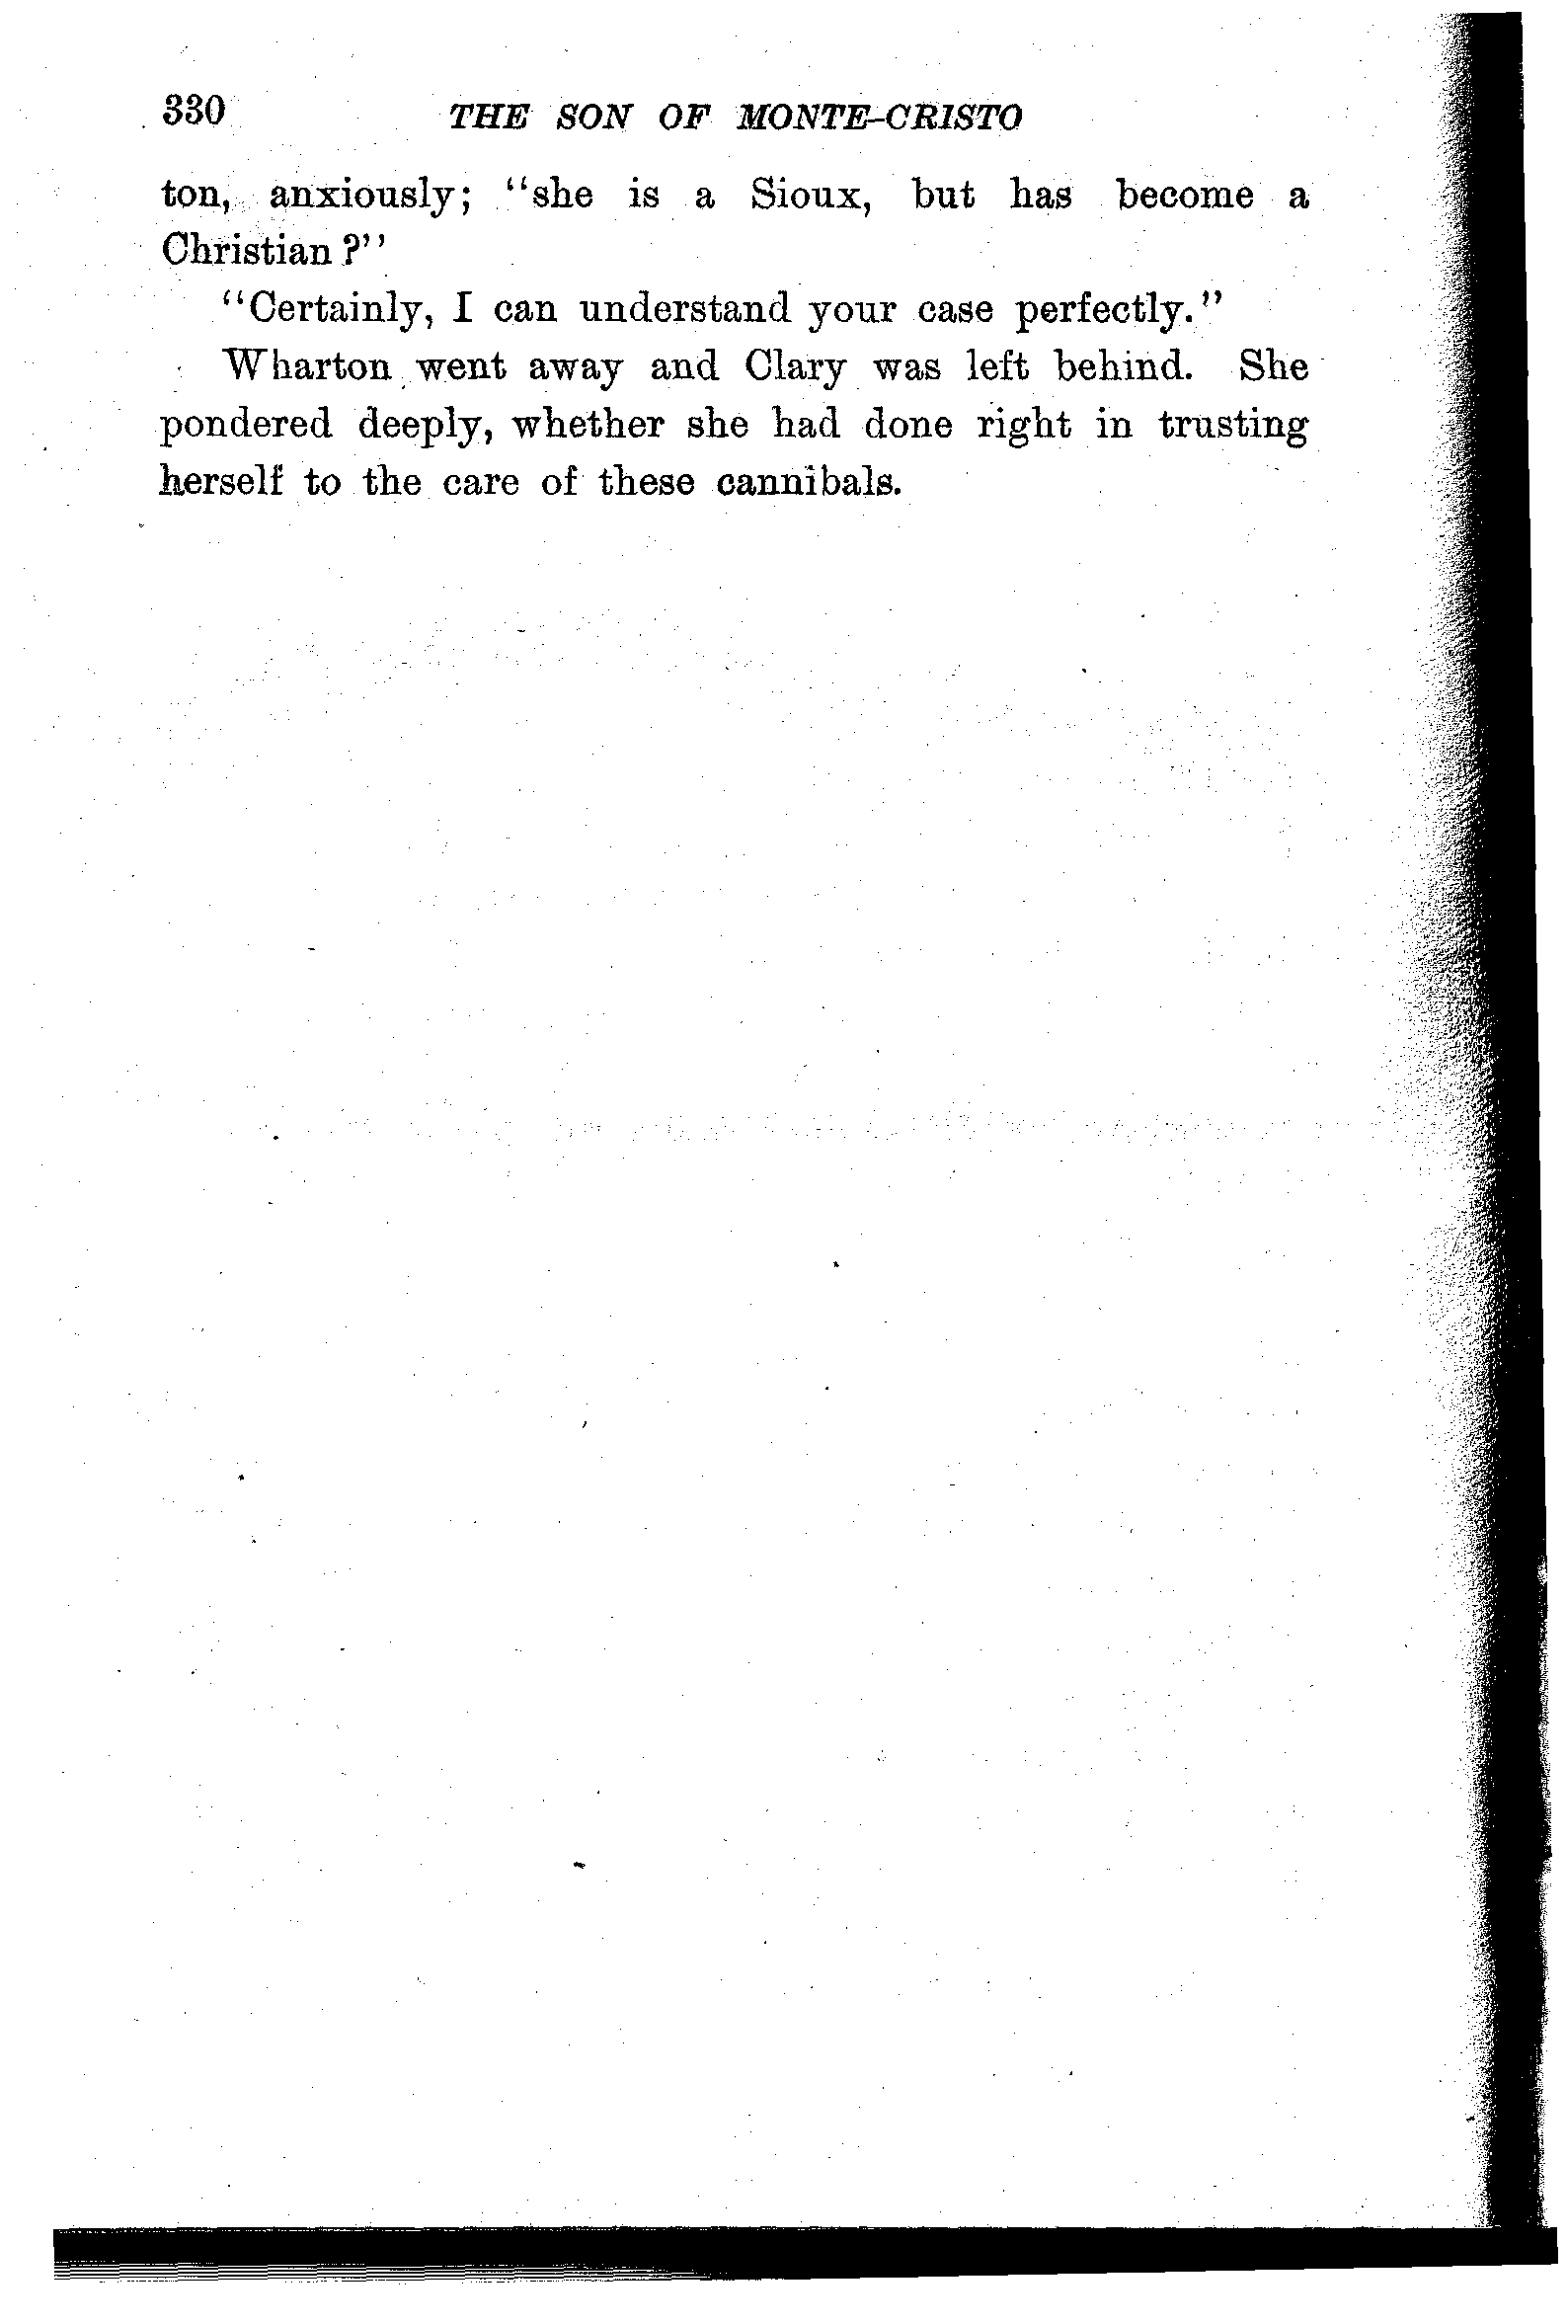 330 THE SON OF MONTE-CRISTO
ton, anxiously; "she is a Sioux, but has become a
Christian?"
"Certainly, I can understand your case perfectly."
Wharton went away and Clary was left behind. She
pondered deeply, whether she had done right in trusting
herself to the care of these cannibals.